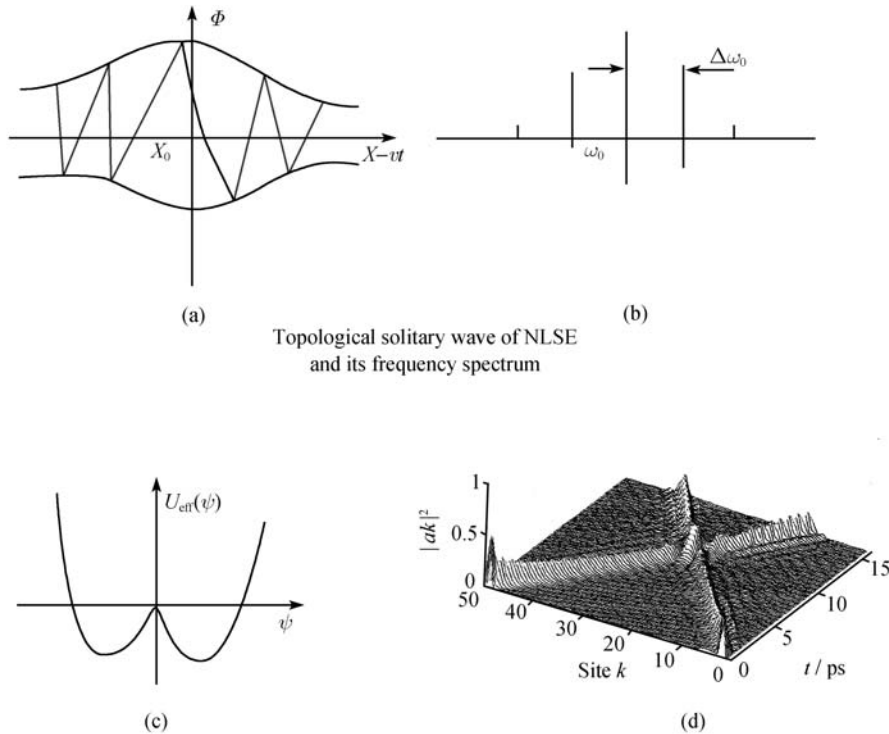 Φ
X₀
X−vt
(a)
Δω₀
ω₀
(b)
Topological solitary wave of NLSE
and its frequency spectrum
U_eff(ψ)
ψ
(c)
|ak|²
1
0.5
0
50
40
30
20
10
0
Site k
0
5
10
15
t / ps
(d)